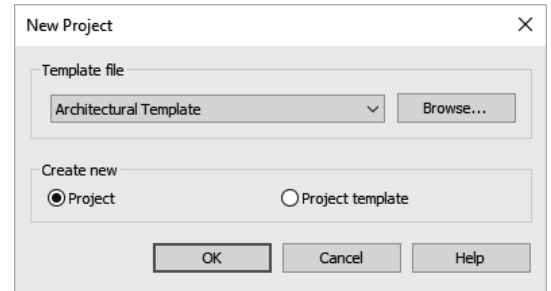 New Project
Template file
Architectural Template
Browse...
Create new
Project
Project template
OK
Cancel
Help